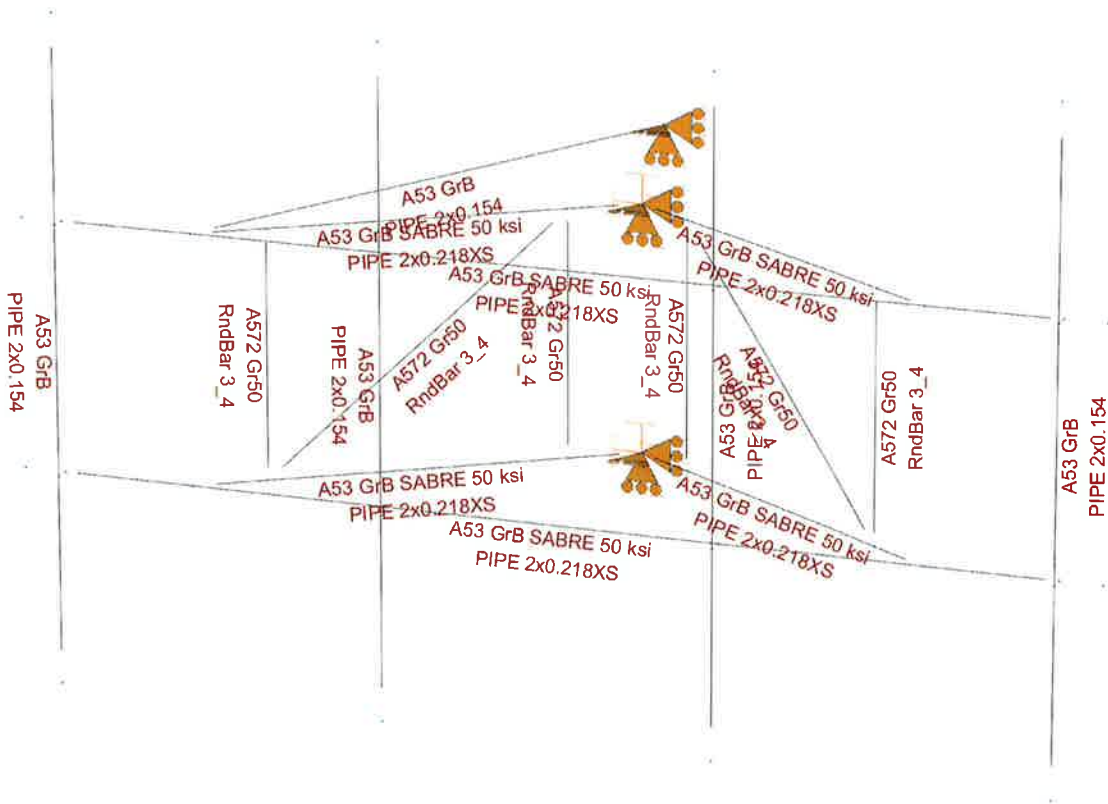 A53 GrB
PIPE 2x0.154
A53 GrB SABRE 50 ksi
PIPE 2x0.218XS
A53 GrB SABRE 50 ksi
PIPE 2x0.218XS
A53 GrB SABRE 50 ksi
PIPE 2x0.218XS
A53 GrB
PIPE 2x0.154
A572 Gr50
RndBar 3_4
A53 GrB
PIPE 2x0.154
A572 Gr50
RndBar 3_4
A572 Gr50
RndBar 3_4
A572 Gr50
RndBar 3_4
A572 Gr50
RndBar 3_4
A53 GrB
A572 Gr50
RndBar 3_4
A53 GrB
PIPE 2x0.154
A53 GrB SABRE 50 ksi
PIPE 2x0.218XS
A53 GrB SABRE 50 ksi
PIPE 2x0.218XS
A53 GrB SABRE 50 ksi
PIPE 2x0.218XS